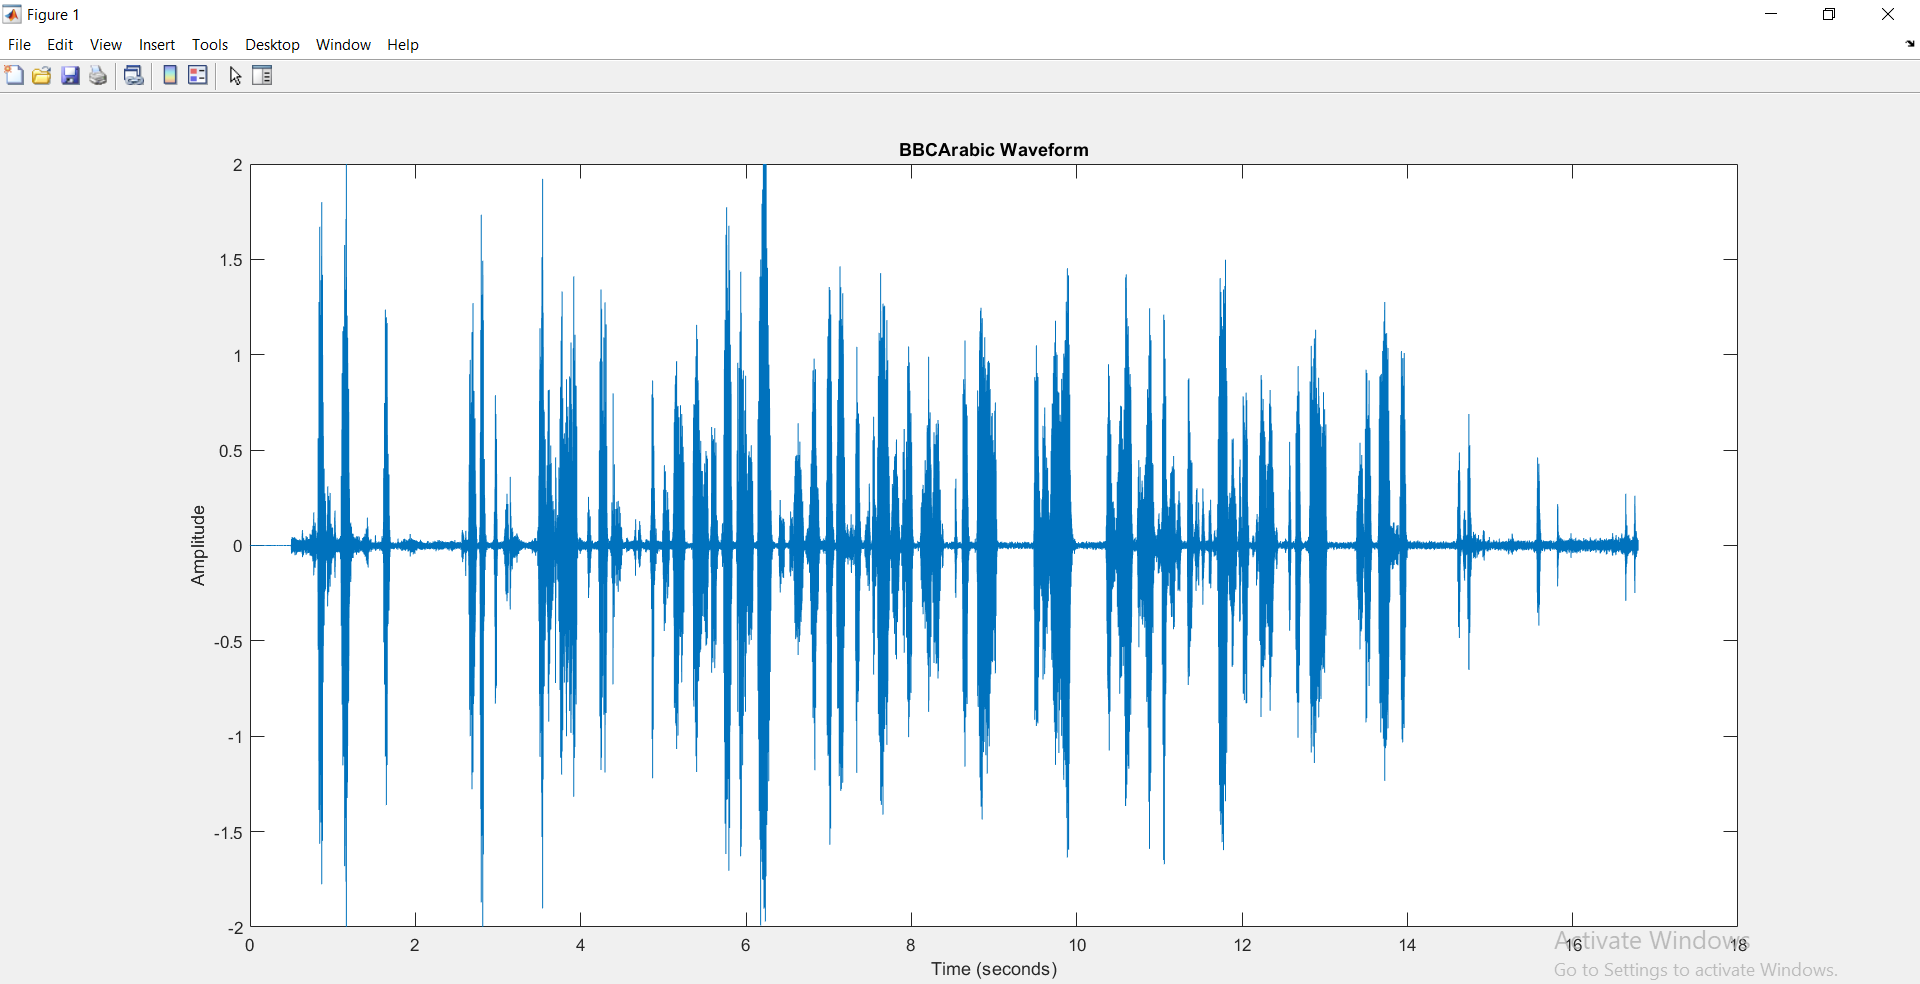 Figure 1
File Edit View Insert Tools Desktop Window Help
BBCArabic Waveform
2
1.5
1
0.5
0
-0.5
-1
-1.5
-2
Amplitude
0 2 4 6 8 10 12 14 16 18
Time (seconds)
Activate Windows
Go to Settings to activate Windows.